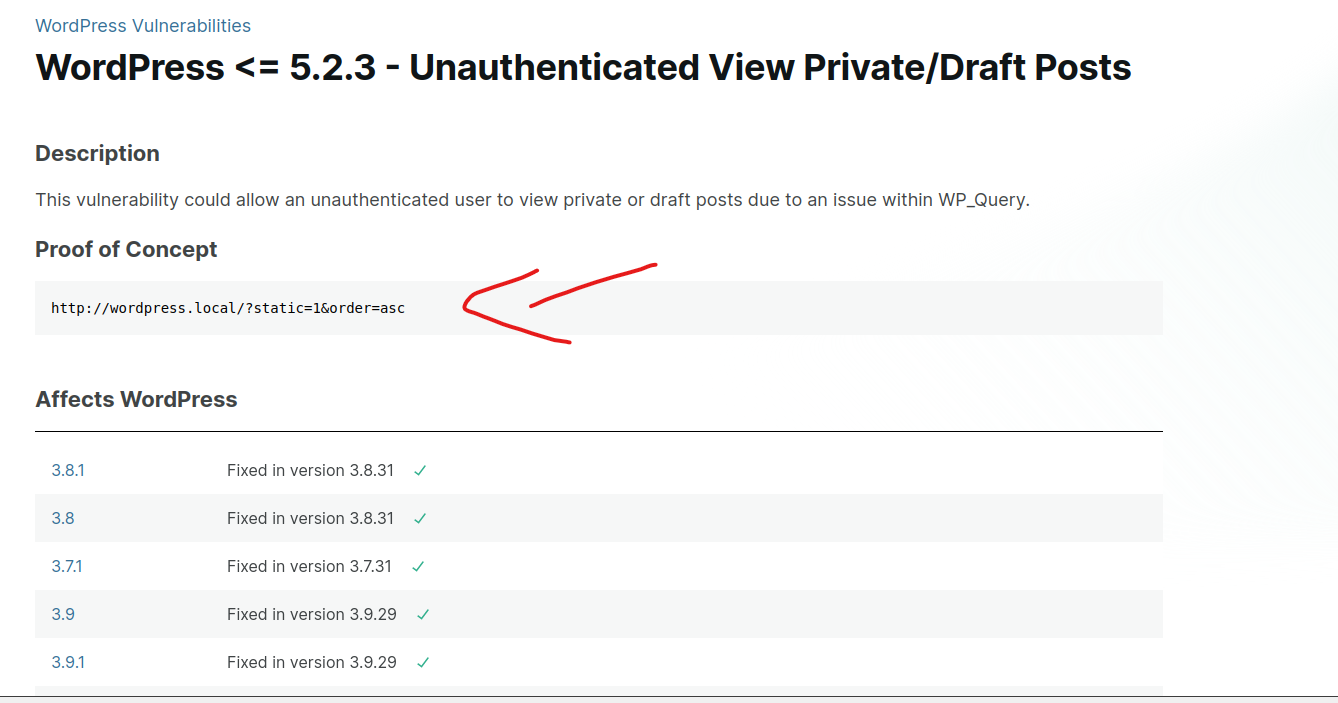 WordPress Vulnerabilities
WordPress <= 5.2.3 - Unauthenticated View Private/Draft Posts
Description
This vulnerability could allow an unauthenticated user to view private or draft posts due to an issue within WP_Query.
Proof of Concept
http://wordpress.local/?static=1&order=asc
Affects WordPress
3.8.1 Fixed in version 3.8.31 ✓
3.8 Fixed in version 3.8.31 ✓
3.7.1 Fixed in version 3.7.31 ✓
3.9 Fixed in version 3.9.29 ✓
3.9.1 Fixed in version 3.9.29 ✓